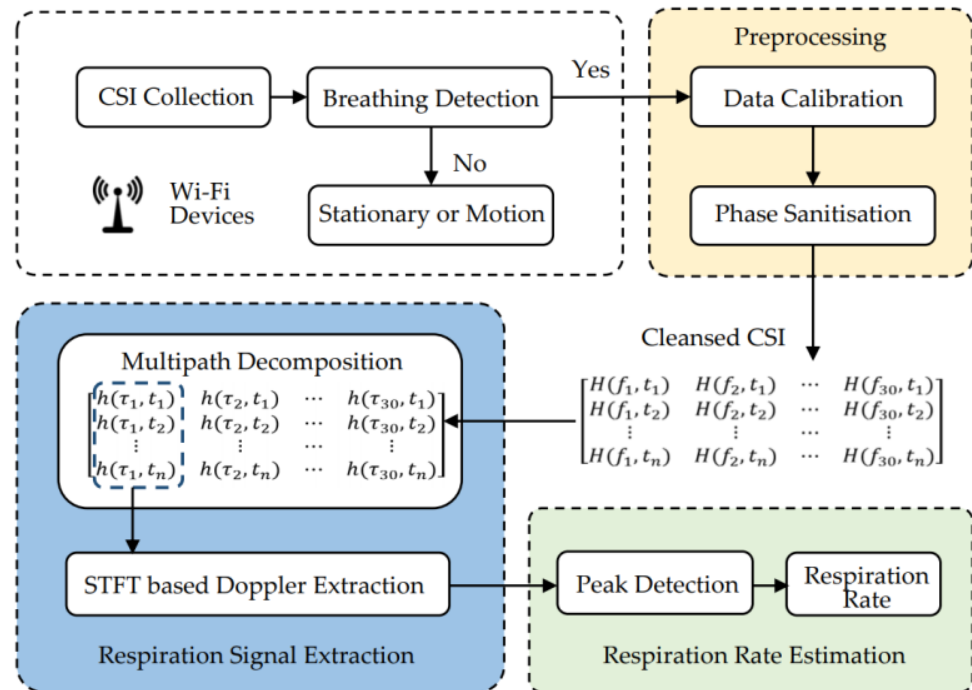 Preprocessing
CSI Collection
Breathing Detection
Yes
Data Calibration
No
Wi-Fi
Devices
Stationary or Motion
Phase Sanitisation
Cleansed CSI
Multipath Decomposition
h(τ₁, t₁) h(τ₂, t₁) ⋯ h(τ₃₀, t₁)
h(τ₁, t₂) h(τ₂, t₂) ⋯ h(τ₃₀, t₂)
⋮ ⋮ ⋯ ⋮
h(τ₁, tₙ) h(τ₂, tₙ) ⋯ h(τ₃₀, tₙ)
H(f₁, t₁) H(f₂, t₁) ⋯ H(f₃₀, t₁)
H(f₁, t₂) H(f₂, t₂) ⋯ H(f₃₀, t₂)
⋮ ⋮ ⋯ ⋮
H(f₁, tₙ) H(f₂, tₙ) ⋯ H(f₃₀, tₙ)
STFT based Doppler Extraction
Respiration Signal Extraction
Peak Detection
Respiration
Rate
Respiration Rate Estimation